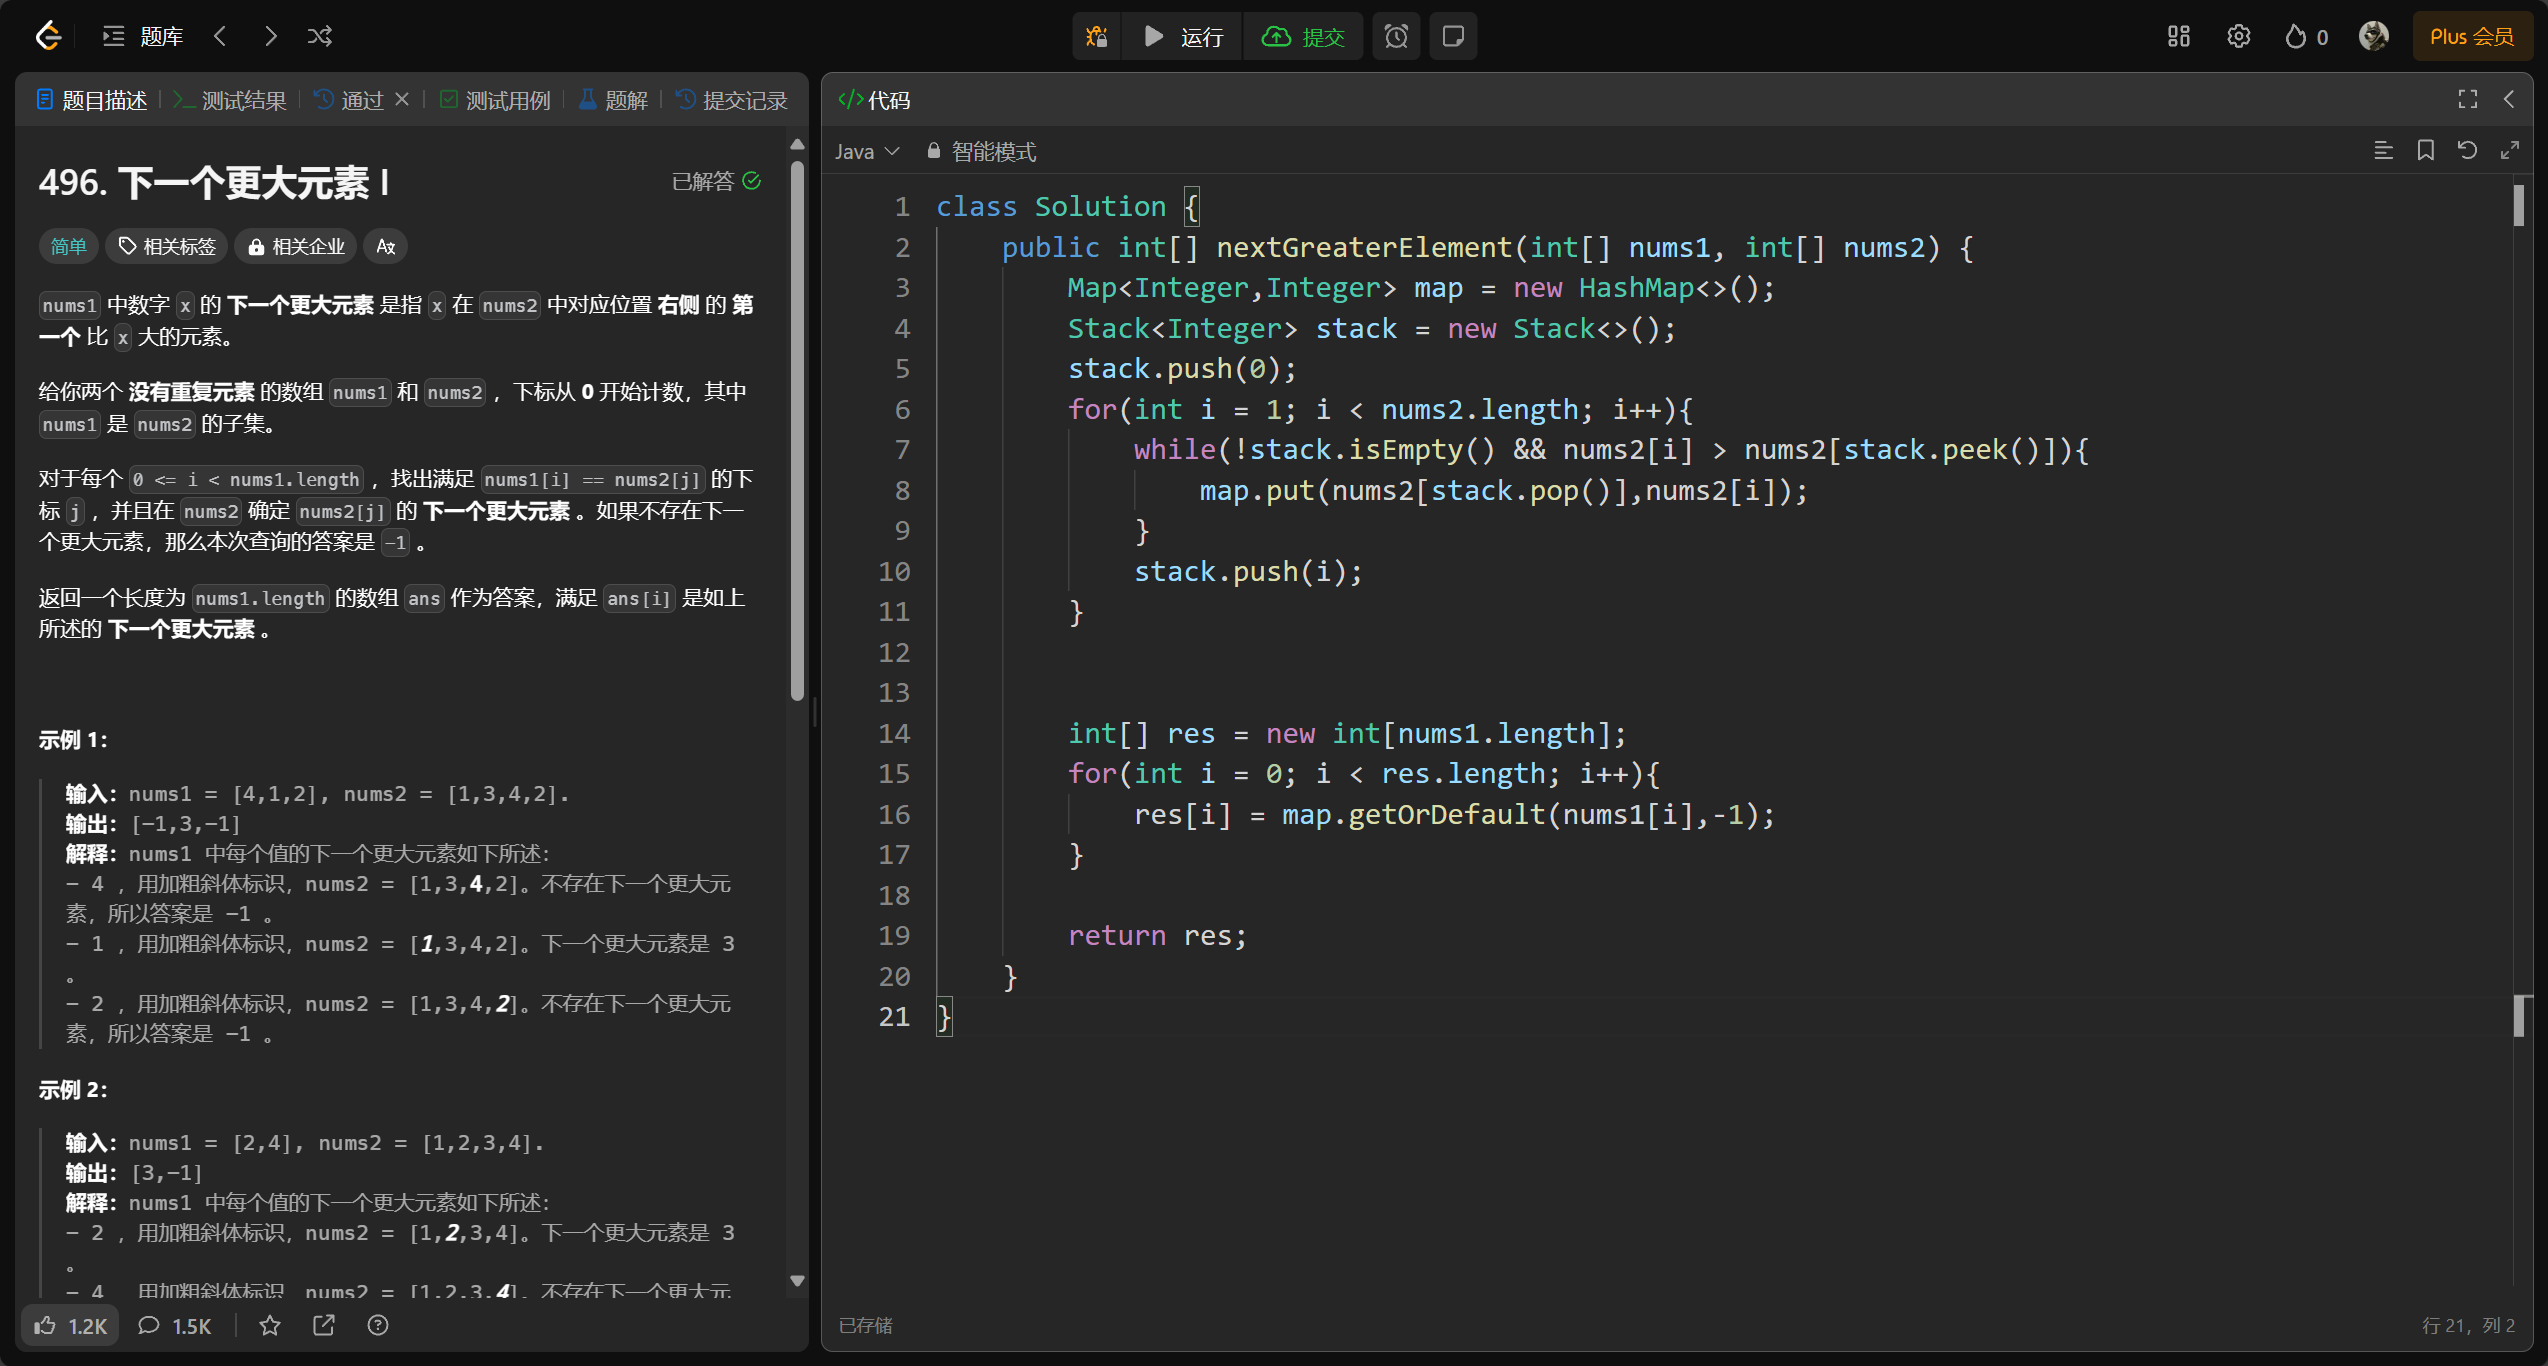 题库
运行
提交
0
Plus 会员
题目描述
测试结果
通过
测试用例
题解
提交记录
496. 下一个更大元素 I
已解答
简单
相关标签
相关企业
nums1 中数字 x 的 下一个更大元素 是指 x 在 nums2 中对应位置 右侧 的 第
一个 比 x 大的元素。
给你两个 没有重复元素 的数组 nums1 和 nums2 ，下标从 0 开始计数，其中
nums1 是 nums2 的子集。
对于每个 0 <= i < nums1.length ，找出满足 nums1[i] == nums2[j] 的下
标 j ，并且在 nums2 确定 nums2[j] 的 下一个更大元素 。如果不存在下一
个更大元素，那么本次查询的答案是 -1 。
返回一个长度为 nums1.length 的数组 ans 作为答案，满足 ans[i] 是如上
所述的 下一个更大元素 。
示例 1：
输入：nums1 = [4,1,2], nums2 = [1,3,4,2].
输出：[-1,3,-1]
解释：nums1 中每个值的下一个更大元素如下所述：
- 4 ，用加粗斜体标识，nums2 = [1,3,4,2]。不存在下一个更大元
素，所以答案是 -1 。
- 1 ，用加粗斜体标识，nums2 = [1,3,4,2]。下一个更大元素是 3
。
- 2 ，用加粗斜体标识，nums2 = [1,3,4,2]。不存在下一个更大元
素，所以答案是 -1 。
示例 2：
输入：nums1 = [2,4], nums2 = [1,2,3,4].
输出：[3,-1]
解释：nums1 中每个值的下一个更大元素如下所述：
- 2 ，用加粗斜体标识，nums2 = [1,2,3,4]。下一个更大元素是 3
。
- 4 ，用加粗斜体标识，nums2 = [1,2,3,4]。不存在下一个更大元
1.2K
1.5K
</> 代码
Java
智能模式
1 class Solution {
2     public int[] nextGreaterElement(int[] nums1, int[] nums2) {
3         Map<Integer,Integer> map = new HashMap<>();
4         Stack<Integer> stack = new Stack<>();
5         stack.push(0);
6         for(int i = 1; i < nums2.length; i++){
7             while(!stack.isEmpty() && nums2[i] > nums2[stack.peek()]){
8                 map.put(nums2[stack.pop()],nums2[i]);
9             }
10             stack.push(i);
11         }
12
13
14         int[] res = new int[nums1.length];
15         for(int i = 0; i < res.length; i++){
16             res[i] = map.getOrDefault(nums1[i],-1);
17         }
18
19         return res;
20     }
21 }
已存储
行 21，列 2